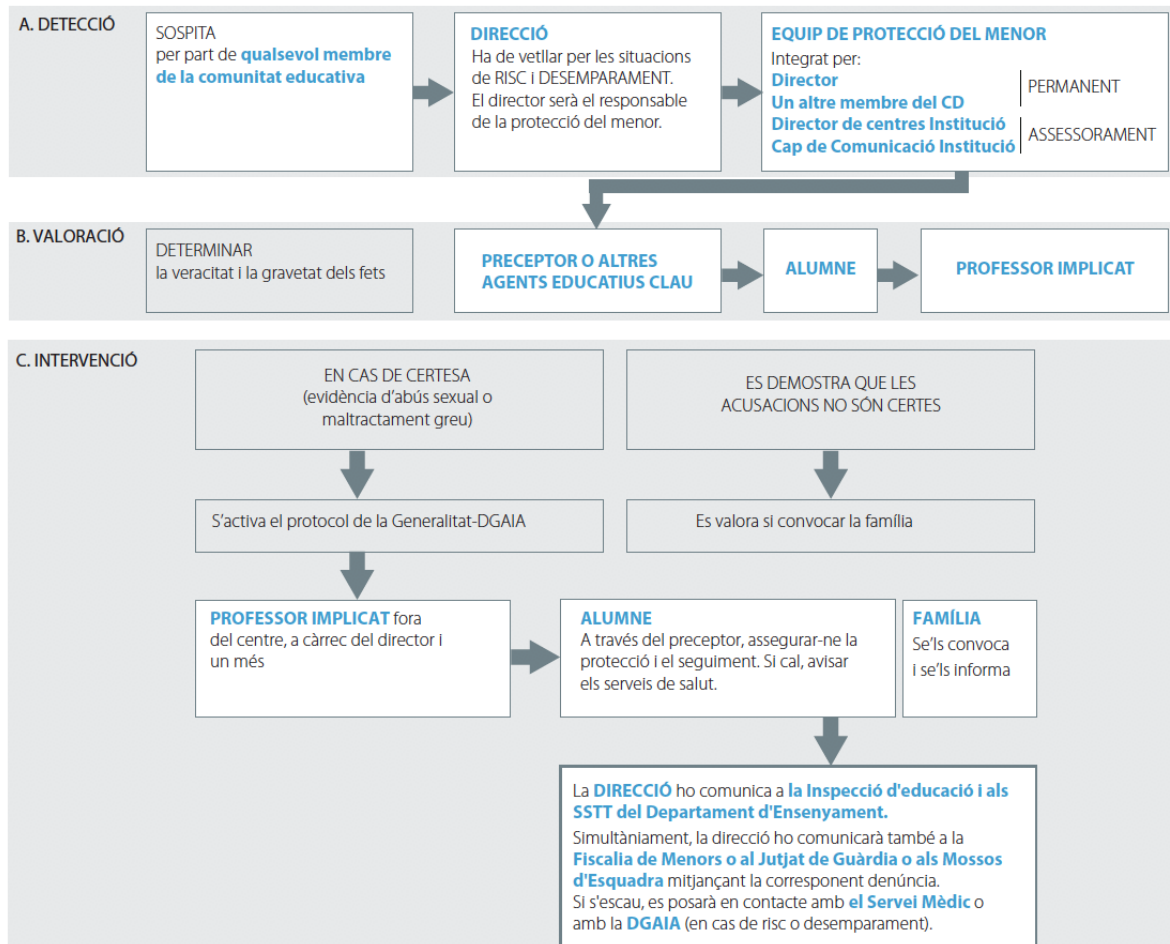 A. DETECCIÓ
SOSPITA
per part de qualsevol membre
de la comunitat educativa
DIRECCIÓ
Ha de vetllar per les situacions
de RISC i DESEMPARAMENT.
El director serà el responsable
de la protecció del menor.
EQUIP DE PROTECCIÓ DEL MENOR
Integrat per:
Director
Un altre membre del CD
PERMANENT
Director de centres Institució
Cap de Comunicació Institució
ASSESSORAMENT
B. VALORACIÓ
DETERMINAR
la veracitat i la gravetat dels fets
PRECEPTOR O ALTRES
AGENTS EDUCATIUS CLAU
ALUMNE
PROFESSOR IMPLICAT
C. INTERVENCIÓ
EN CAS DE CERTESA
(evidència d'abús sexual o
maltractament greu)
ES DEMOSTRA QUE LES
ACUSACIONS NO SÓN CERTES
S'activa el protocol de la Generalitat-DGAIA
Es valora si convocar la família
PROFESSOR IMPLICAT fora
del centre, a càrrec del director i
un més
ALUMNE
A través del preceptor, assegurar-ne la
protecció i el seguiment. Si cal, avisar
els serveis de salut.
FAMÍLIA
Se'ls convoca
i se'ls informa
La DIRECCIÓ ho comunica a la Inspecció d'educació i als
SSTT del Departament d'Ensenyament.
Simultàniament, la direcció ho comunicarà també a la
Fiscalia de Menors o al Jutjat de Guàrdia o als Mossos
d'Esquadra mitjançant la corresponent denúncia.
Si s'escau, es posarà en contacte amb el Servei Mèdic o
amb la DGAIA (en cas de risc o desemparament).